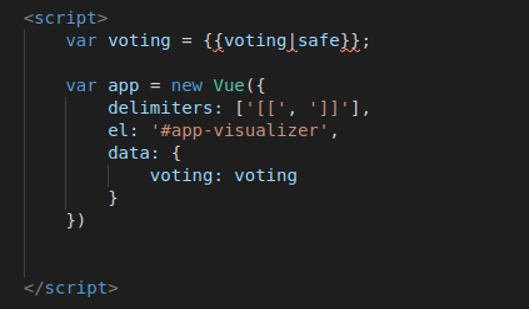 <script>
var voting = {{voting|safe}};
var app = new Vue({
delimiters: ['[[', ']]'],
el: '#app-visualizer',
data: {
voting: voting
}
})
</script>